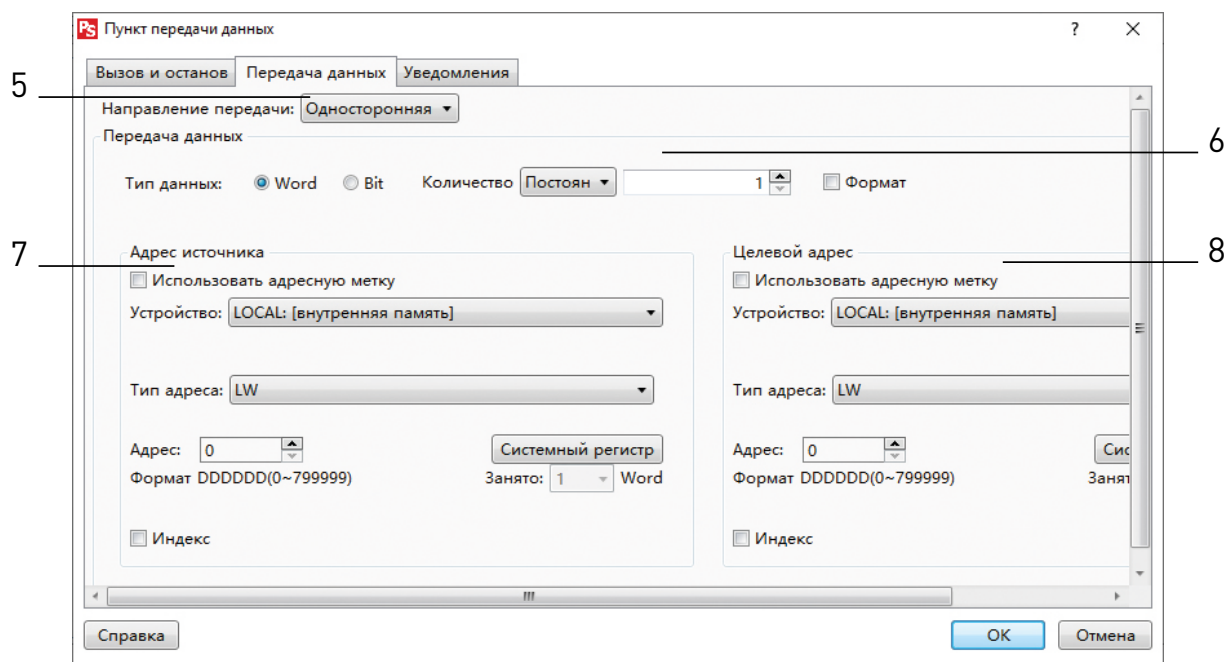 PS Пункт передачи данных ?
Вызов и останов Передача данных Уведомления
5
Направление передачи: Односторонняя
Передача данных
6
Тип данных: Word Bit Количество Постоян 1 Формат
7
Адрес источника
Использовать адресную метку
Устройство: LOCAL: [внутренняя память]
Тип адреса: LW
Адрес: 0 Системный регистр
Формат DDDDDD(0~799999) Занято: 1 Word
Индекс
Целевой адрес
8
Использовать адресную метку
Устройство: LOCAL: [внутренняя память]
Тип адреса: LW
Адрес: 0 Сис
Формат DDDDDD(0~799999) Занят
Индекс
Справка OK Отмена